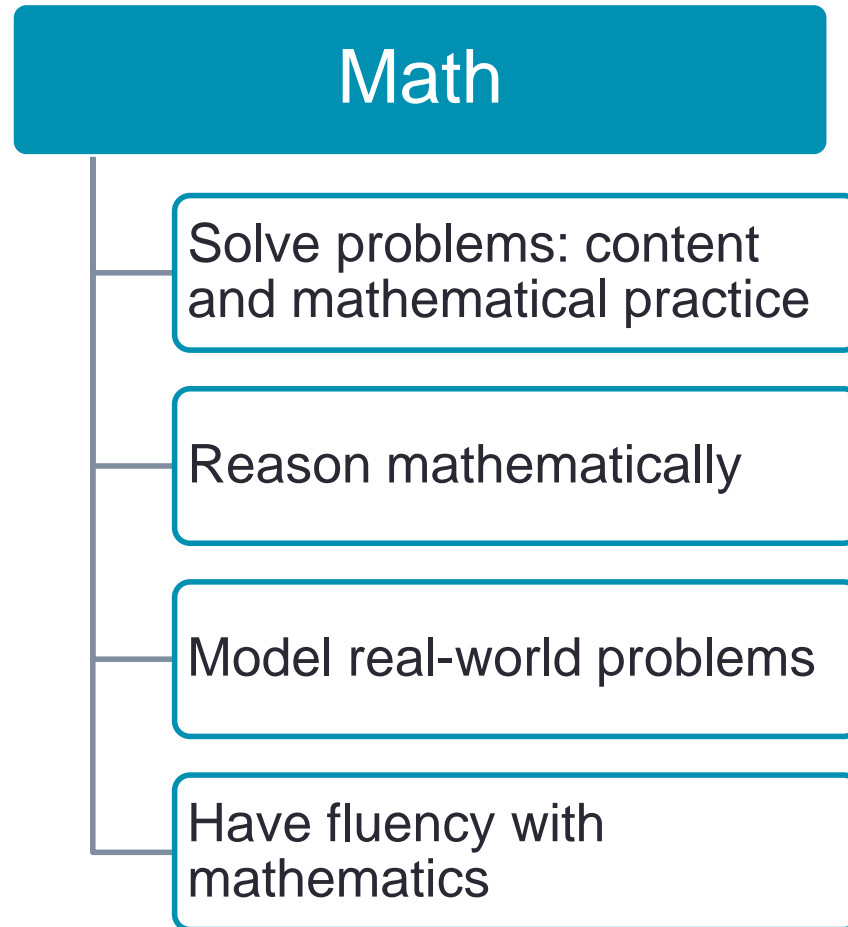 Math
Solve problems: content
and mathematical practice
Reason mathematically
Model real-world problems
Have fluency with
mathematics